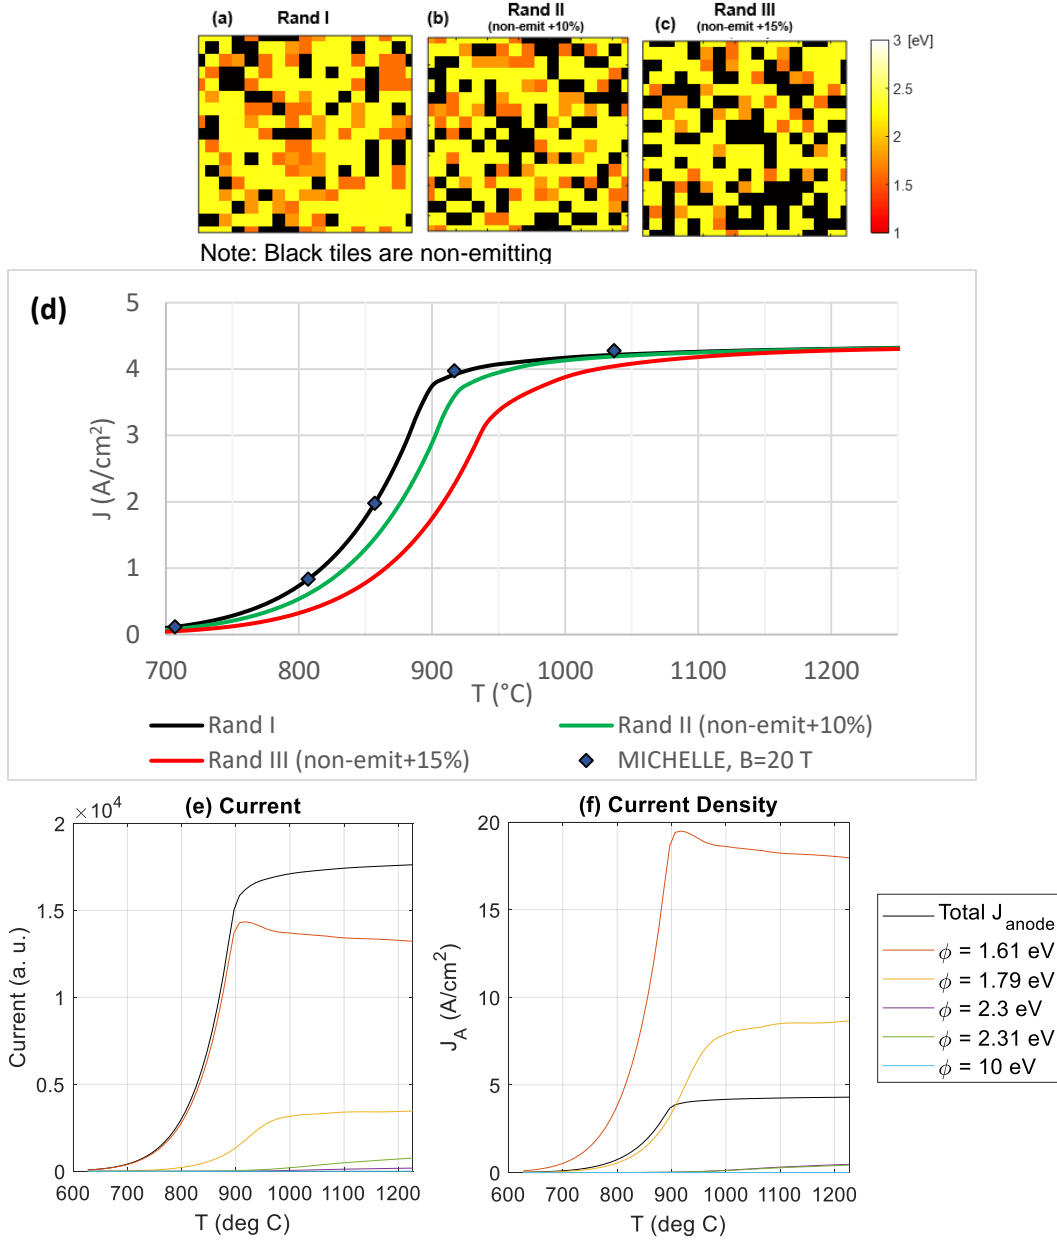 (a) Rand I
(b) Rand II
(non-emit +10%)
(c) Rand III
(non-emit +15%)
3 [eV]
2.5
2
1.5
1
Note: Black tiles are non-emitting
(d)
5
4
3
2
1
0
J (A/cm²)
700 800 900 1000 1100 1200
T (°C)
Rand I
Rand II (non-emit+10%)
Rand III (non-emit+15%)
MICHELLE, B=20 T
(e) Current
×10⁴
2
1.5
1
0.5
0
Current (a. u.)
600 700 800 900 1000 1100 1200
T (deg C)
(f) Current Density
20
15
10
5
0
J_A (A/cm²)
600 700 800 900 1000 1100 1200
T (deg C)
Total J_anode
ϕ = 1.61 eV
ϕ = 1.79 eV
ϕ = 2.3 eV
ϕ = 2.31 eV
ϕ = 10 eV